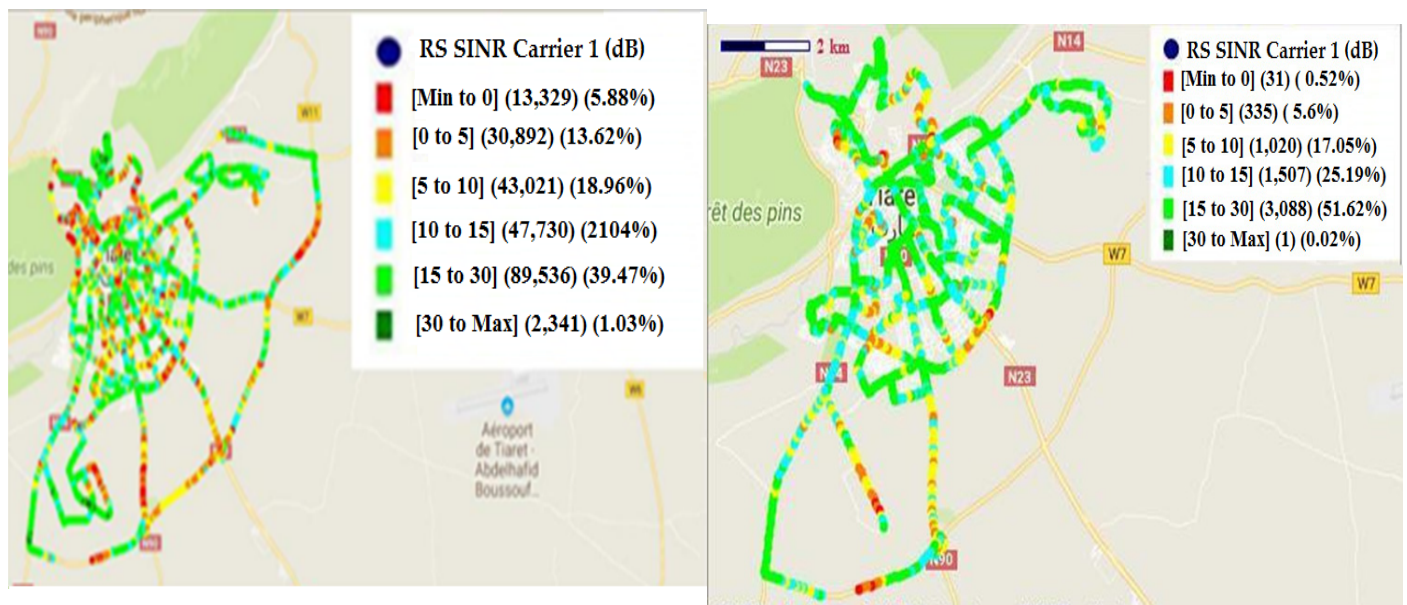 N90
RS SINR Carrier 1 (dB)
[Min to 0] (13,329) (5.88%)
[0 to 5] (30,892) (13.62%)
[5 to 10] (43,021) (18.96%)
[10 to 15] (47,730) (2104%)
[15 to 30] (89,536) (39.47%)
[30 to Max] (2,341) (1.03%)
W11
des pins
W7
W6
Aéroport
de Tiaret -
Abdelhafid
Boussouf...
N90
2 km
N14
N23
RS SINR Carrier 1 (dB)
[Min to 0] (31) ( 0.52%)
[0 to 5] (335) ( 5.6%)
[5 to 10] (1,020) (17.05%)
[10 to 15] (1,507) (25.19%)
[15 to 30] (3,088) (51.62%)
[30 to Max] (1) (0.02%)
Tiaret
rêt des pins
W7
W7
N23
N90